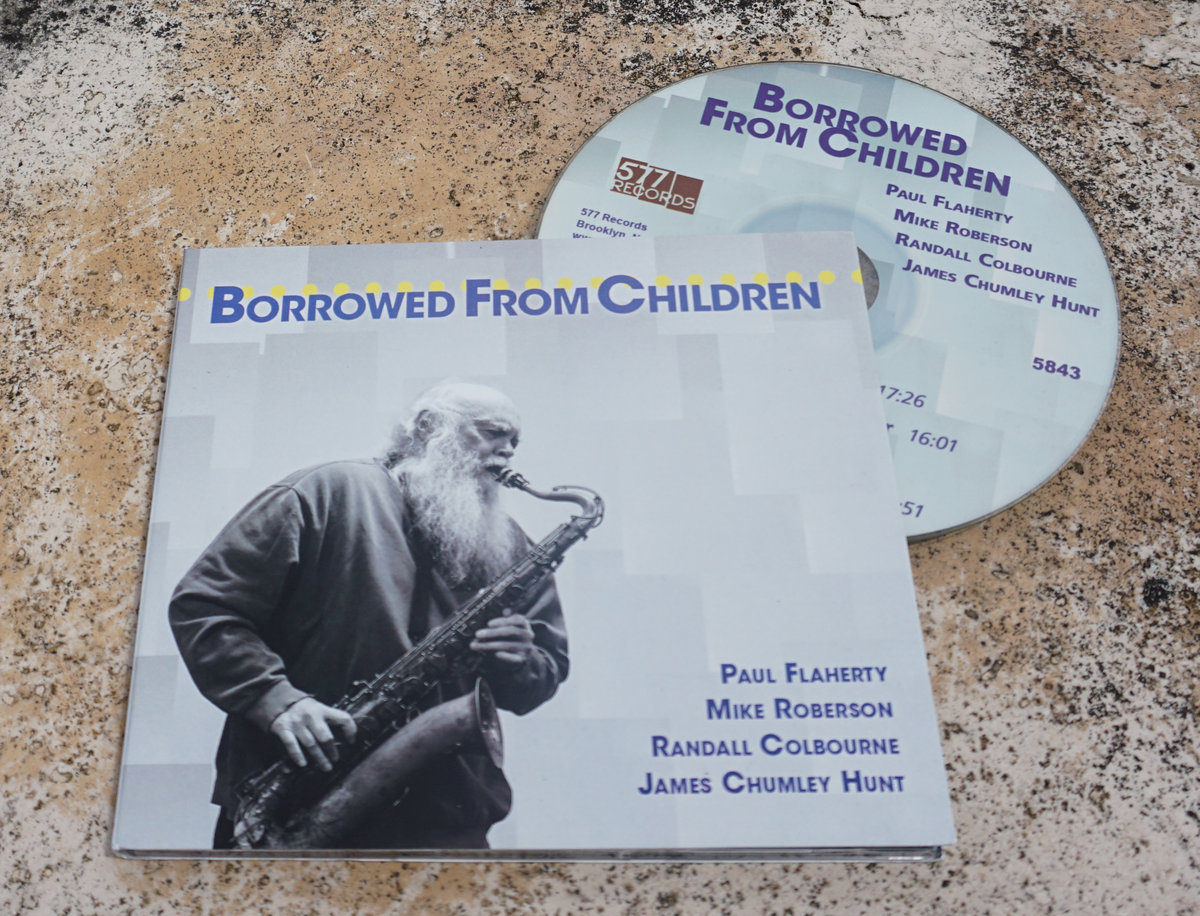 Borrowed
From Children
577
RECORDS
577 Records
Brooklyn,
Paul Flaherty
Mike Roberson
Randall Colbourne
James Chumley Hunt
5843
17:26
16:01
:51
Borrowed From Children
Paul Flaherty
Mike Roberson
Randall Colbourne
James Chumley Hunt